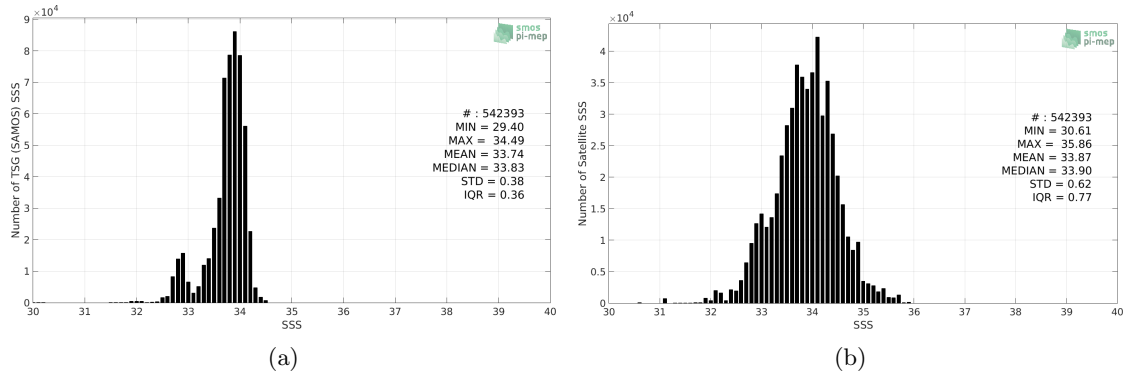 9 ×10⁴
8
7
6
5
4
3
2
1
0
30 31 32 33 34 35 36 37 38 39 40
SSS
Number of TSG (SAMOS) SSS
smos
pi-mep
# : 542393
MIN = 29.40
MAX = 34.49
MEAN = 33.74
MEDIAN = 33.83
STD = 0.38
IQR = 0.36
(a)
×10⁴
4
3.5
3
2.5
2
1.5
1
0.5
0
30 31 32 33 34 35 36 37 38 39 40
SSS
Number of Satellite SSS
smos
pi-mep
# : 542393
MIN = 30.61
MAX = 35.86
MEAN = 33.87
MEDIAN = 33.90
STD = 0.62
IQR = 0.77
(b)